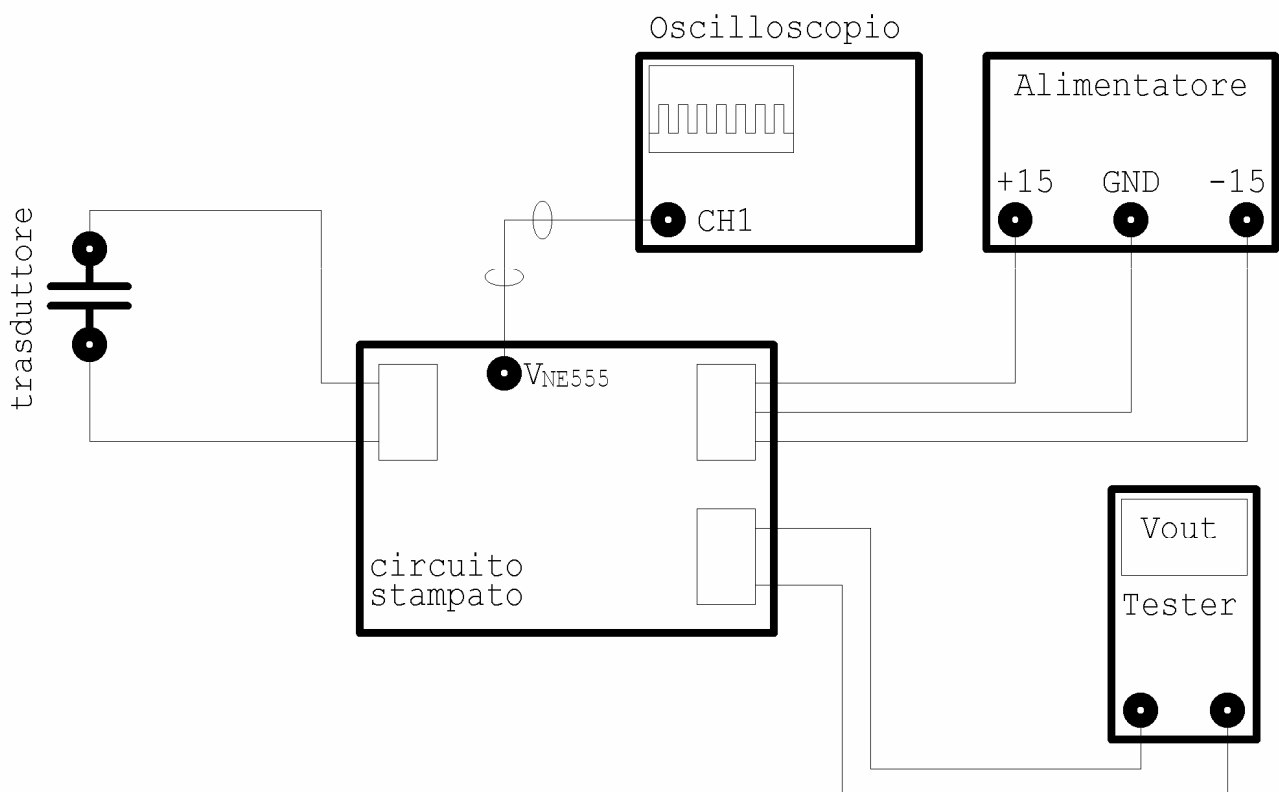 Oscilloscopio
Alimentatore
+15 GND -15
CH1
trasduttore
VNE555
circuito
stampato
Vout
Tester